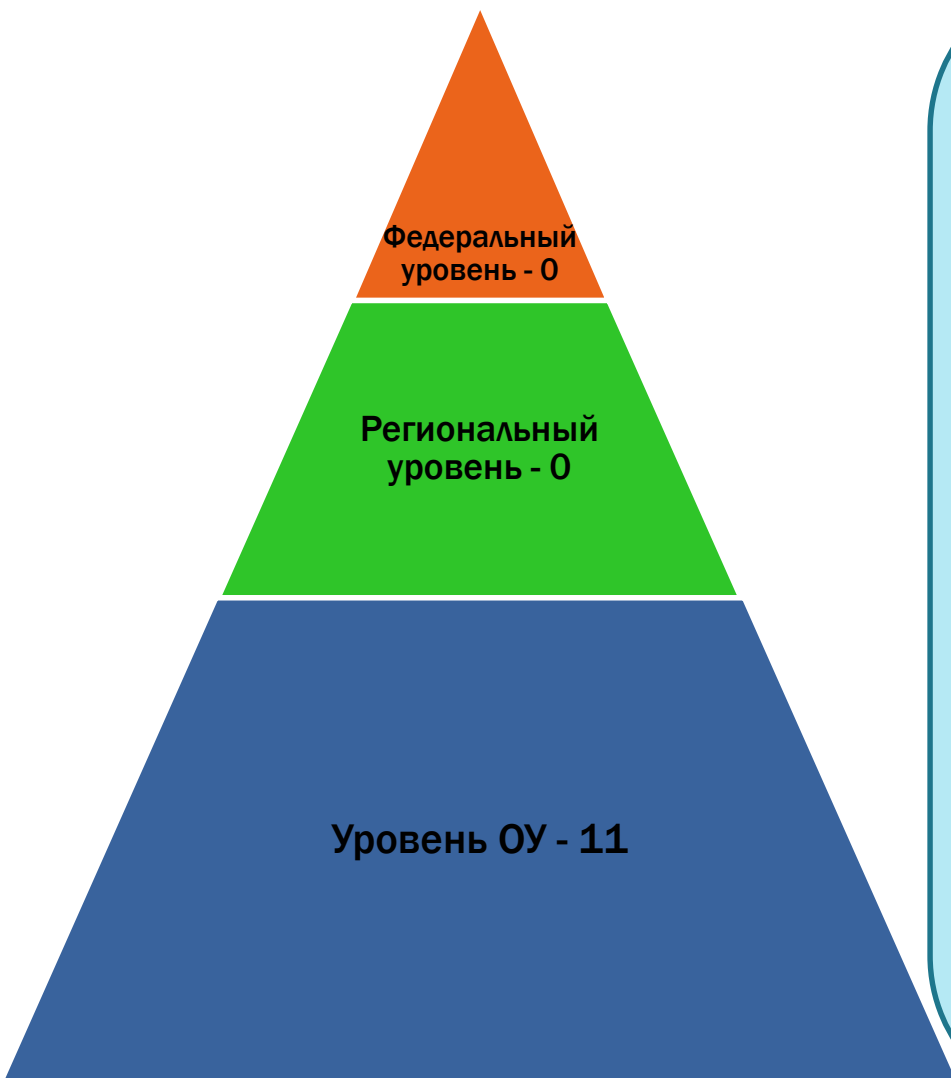 Федеральный
уровень - 0
Региональный
уровень - 0
Уровень ОУ - 11